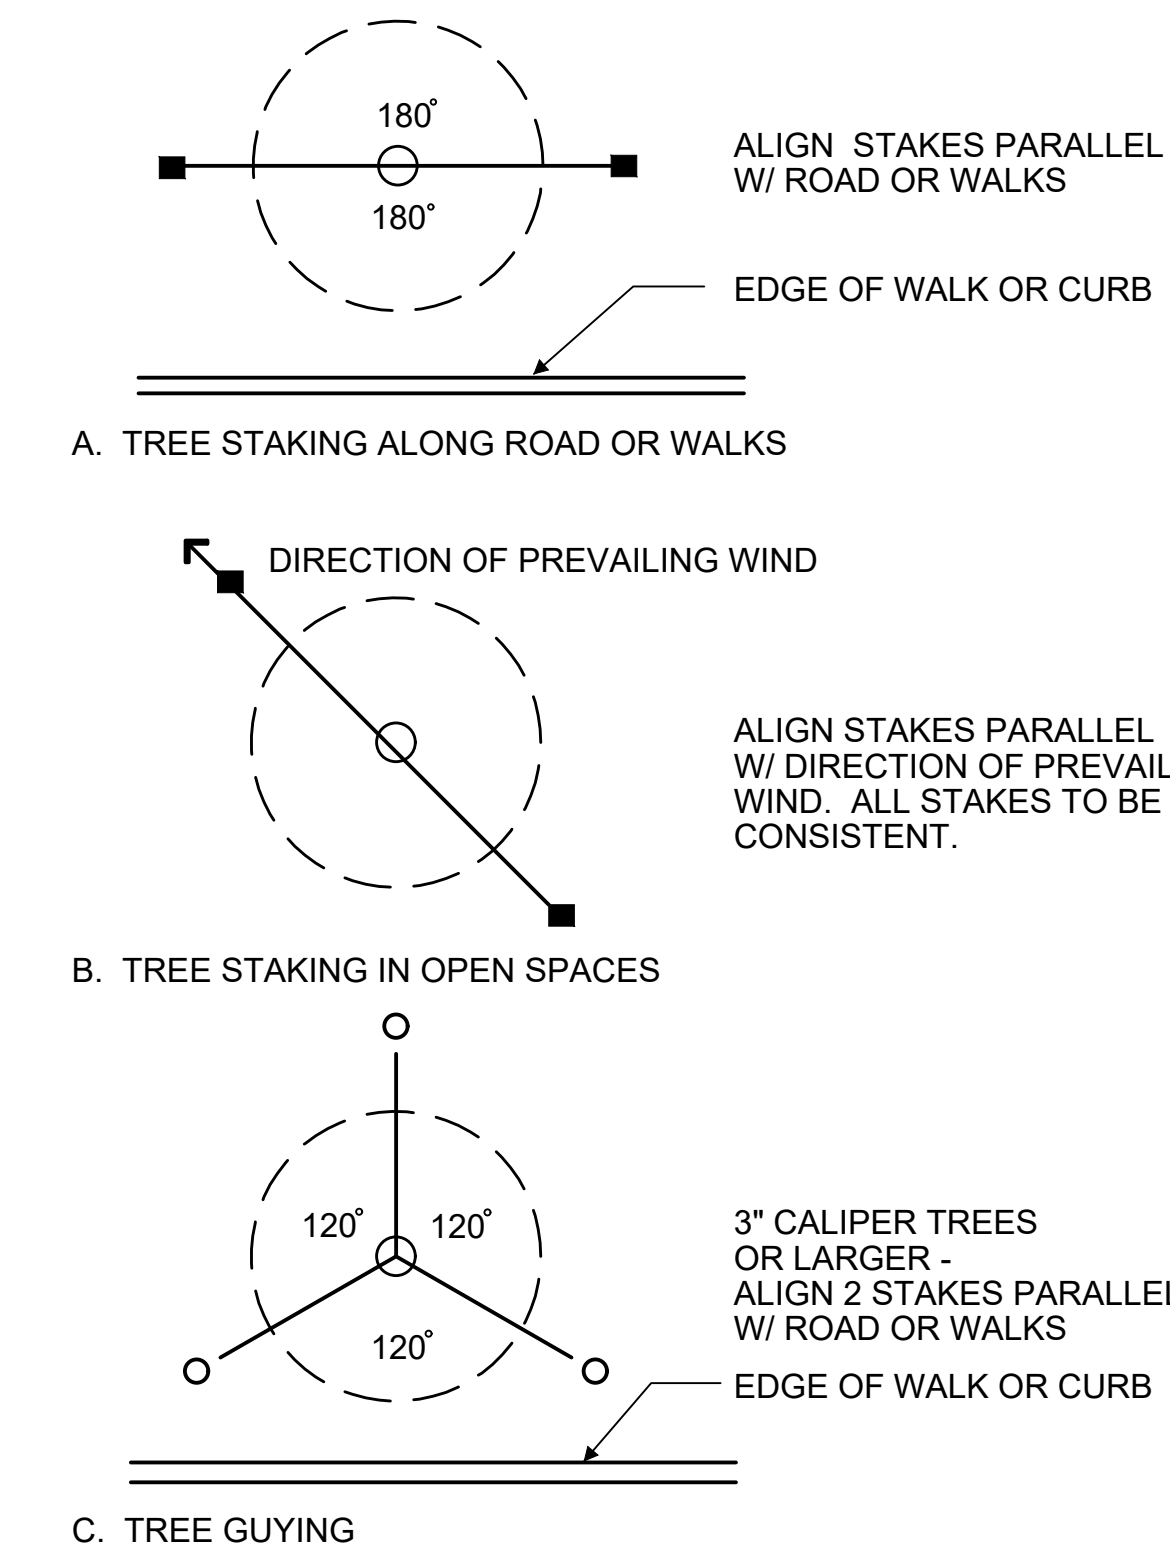 180°
180°
ALIGN STAKES PARALLEL
W/ ROAD OR WALKS
EDGE OF WALK OR CURB
A. TREE STAKING ALONG ROAD OR WALKS
DIRECTION OF PREVAILING WIND
ALIGN STAKES PARALLEL
W/ DIRECTION OF PREVAIL
WIND. ALL STAKES TO BE
CONSISTENT.
B. TREE STAKING IN OPEN SPACES
120° 120°
120°
3" CALIPER TREES
OR LARGER -
ALIGN 2 STAKES PARALLEL
W/ ROAD OR WALKS
EDGE OF WALK OR CURB
C. TREE GUYING